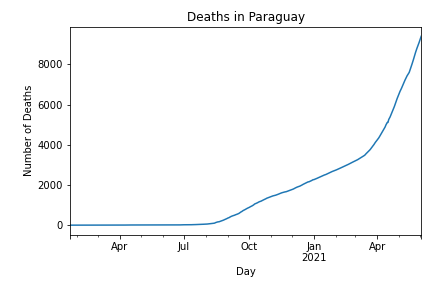 Deaths in Paraguay
Number of Deaths
8000
6000
4000
2000
0
Apr Jul Oct Jan Apr
2021
Day